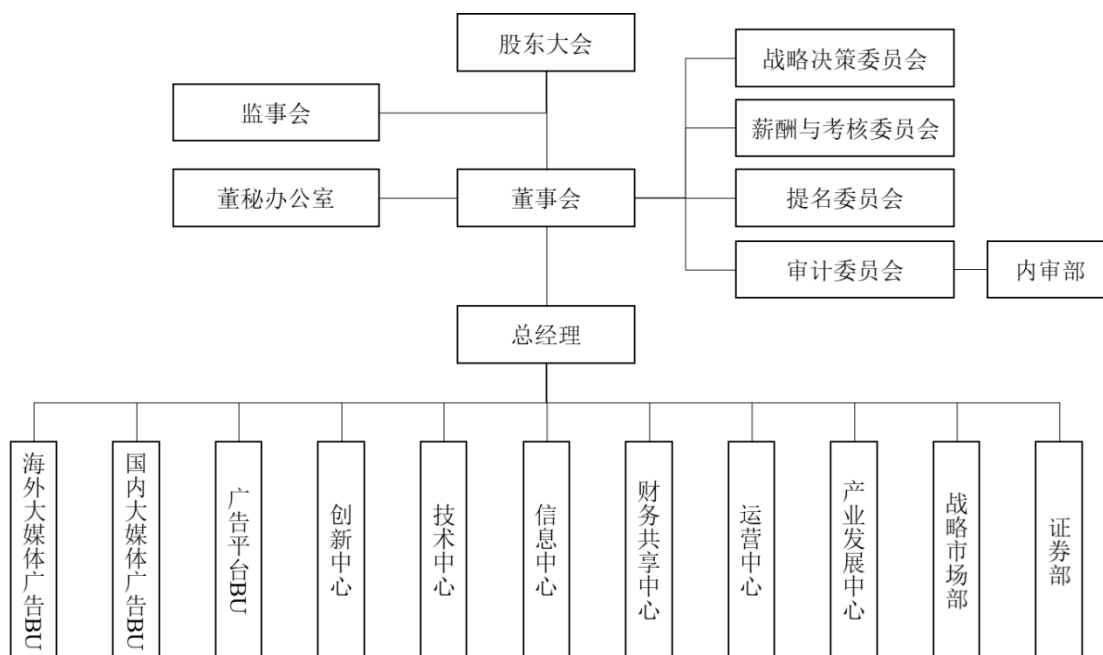 股东大会
战略决策委员会
监事会
薪酬与考核委员会
董秘办公室
董事会
提名委员会
审计委员会
内审部
总经理
海外大媒体广告BU
国内大媒体广告BU
广告平台BU
创新中心
技术中心
信息中心
财务共享中心
运营中心
产业发展中心
战略市场部
证券部